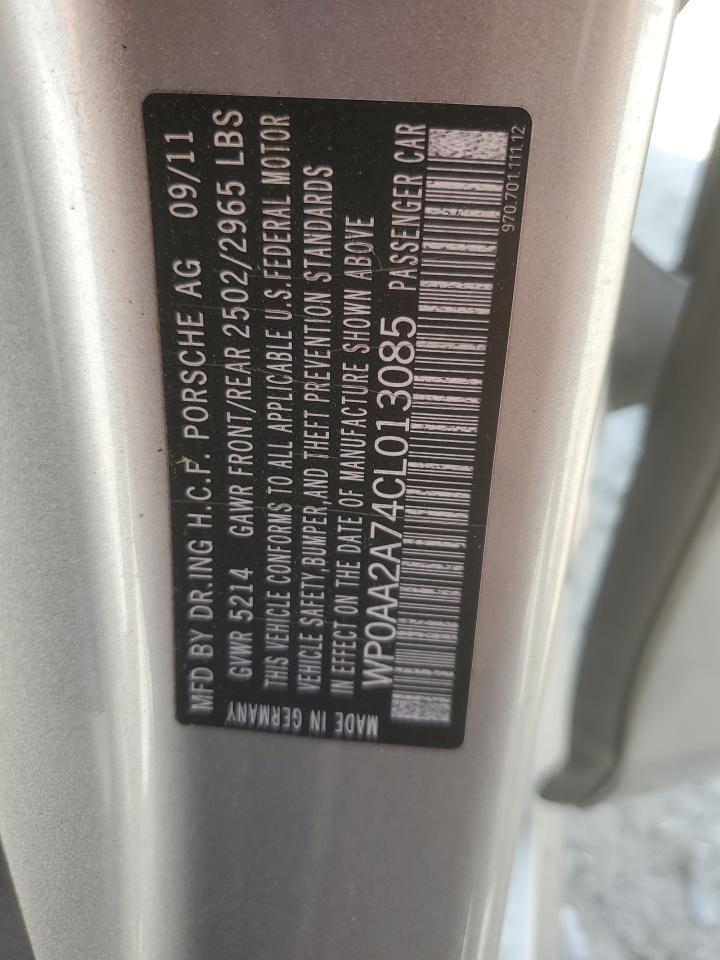 MFD BY DR.ING H.C.F. PORSCHE AG 09/11
GVWR 5214 GAWR FRONT/REAR 2502/2965 LBS
THIS VEHICLE CONFORMS TO ALL APPLICABLE U.S.FEDERAL MOTOR
VEHICLE SAFETY,BUMPER,AND THEFT PREVENTION STANDARDS
IN EFFECT ON THE DATE OF MANUFACTURE SHOWN ABOVE
WP0AA2A74CL013085 PASSENGER CAR
MADE IN GERMANY
970.701.111.12